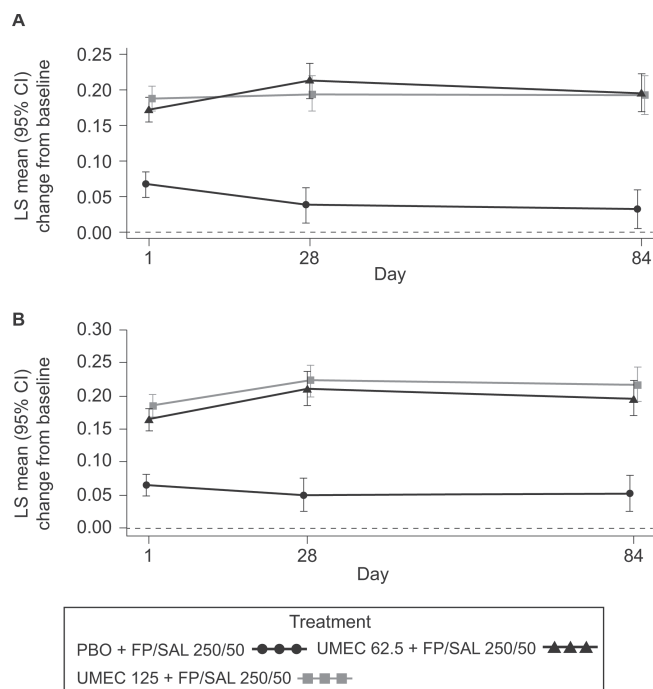 A
LS mean (95% CI)
change from baseline
0.25
0.20
0.15
0.10
0.05
0.00
1 28 84
Day
B
LS mean (95% CI)
change from baseline
0.30
0.25
0.20
0.15
0.10
0.05
0.00
1 28 84
Day
Treatment
PBO + FP/SAL 250/50 UMEC 62.5 + FP/SAL 250/50
UMEC 125 + FP/SAL 250/50